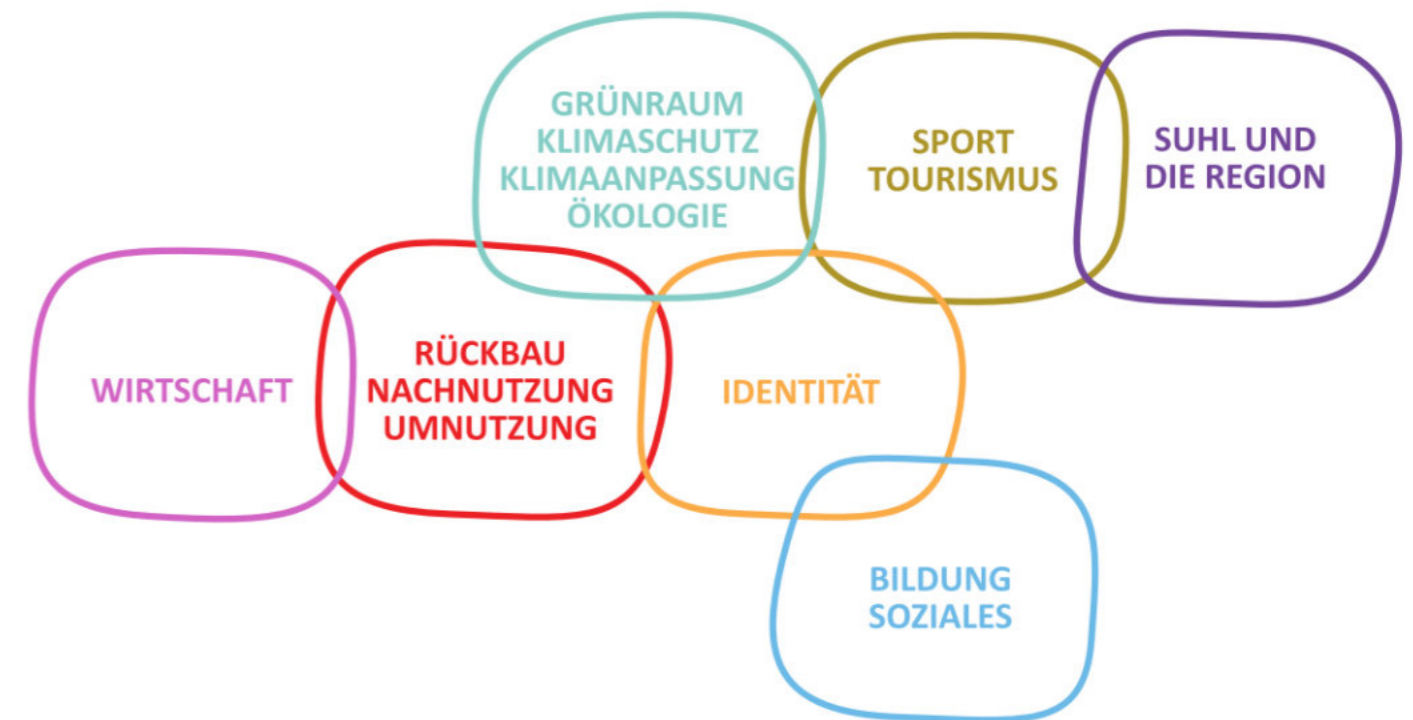 GRÜNRAUM
KLIMASCHUTZ
KLIMAANPASSUNG
ÖKOLOGIE
SPORT
TOURISMUS
SUHL UND
DIE REGION
WIRTSCHAFT
RÜCKBAU
NACHNUTZUNG
UMNUTZUNG
IDENTITÄT
BILDUNG
SOZIALES